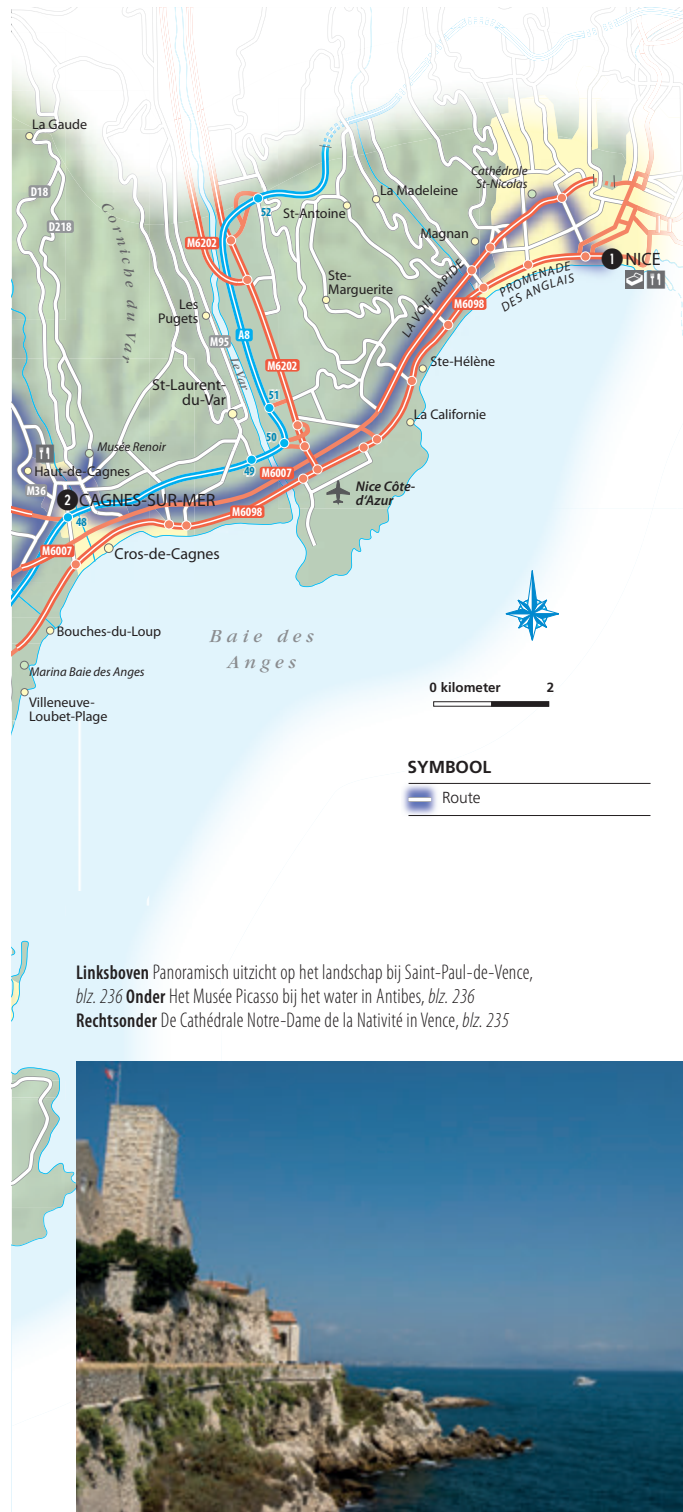 La Gaude
D18
D218
Corniche du Var
Cathédrale
St-Nicolas
La Madeleine
52
St-Antoine
Magnan
M6202
1 NICE
Ste-
Marguerite
LA VOIE RAPIDE
PROMENADE
DES ANGLAIS
M6098
Les
Pugets
A8
M95
Le Var
M6202
Ste-Hélène
St-Laurent-
du-Var
51
La Californie
50
Musée Renoir
Haut-de-Cagnes
49
M6007
M36
2 CAGNES-SUR-MER
Nice Côte-
d'Azur
48
M6098
M6007
Cros-de-Cagnes
Bouches-du-Loup
Baie des
Anges
Marina Baie des Anges
Villeneuve-
Loubet-Plage
0 kilometer 2
SYMBOOL
Route
Linksboven Panoramisch uitzicht op het landschap bij Saint-Paul-de-Vence,
blz. 236 Onder Het Musée Picasso bij het water in Antibes, blz. 236
Rechtsonder De Cathédrale Notre-Dame de la Nativité in Vence, blz. 235